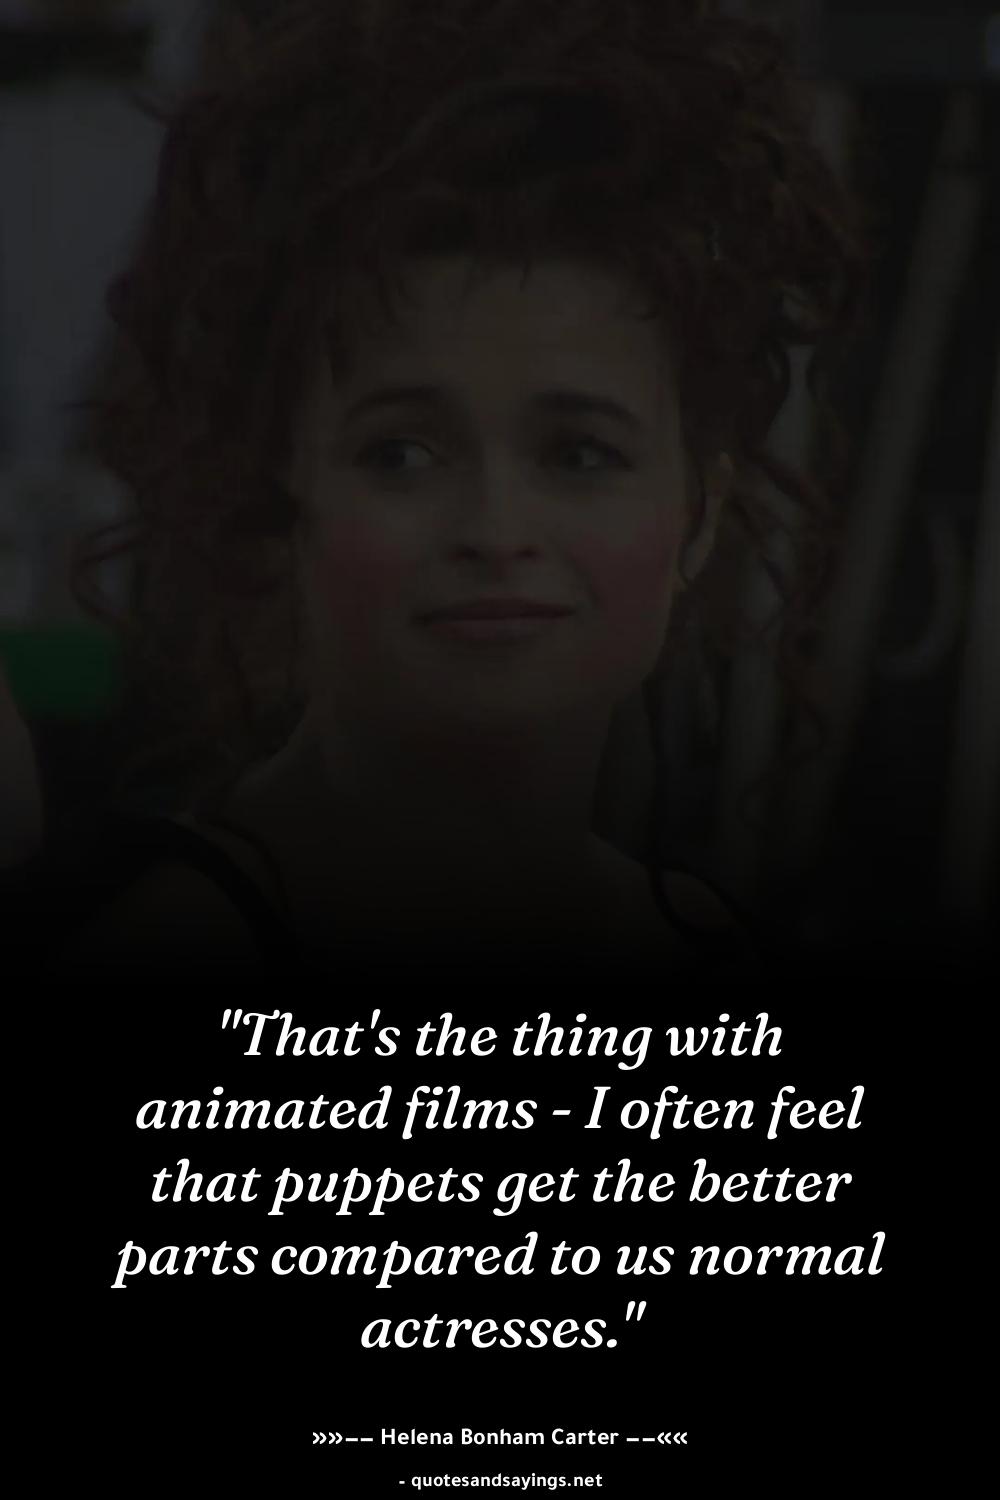 "That's the thing with
animated films - I often feel
that puppets get the better
parts compared to us normal
actresses."
»»-– Helena Bonham Carter –-««
- quotesandsayings.net